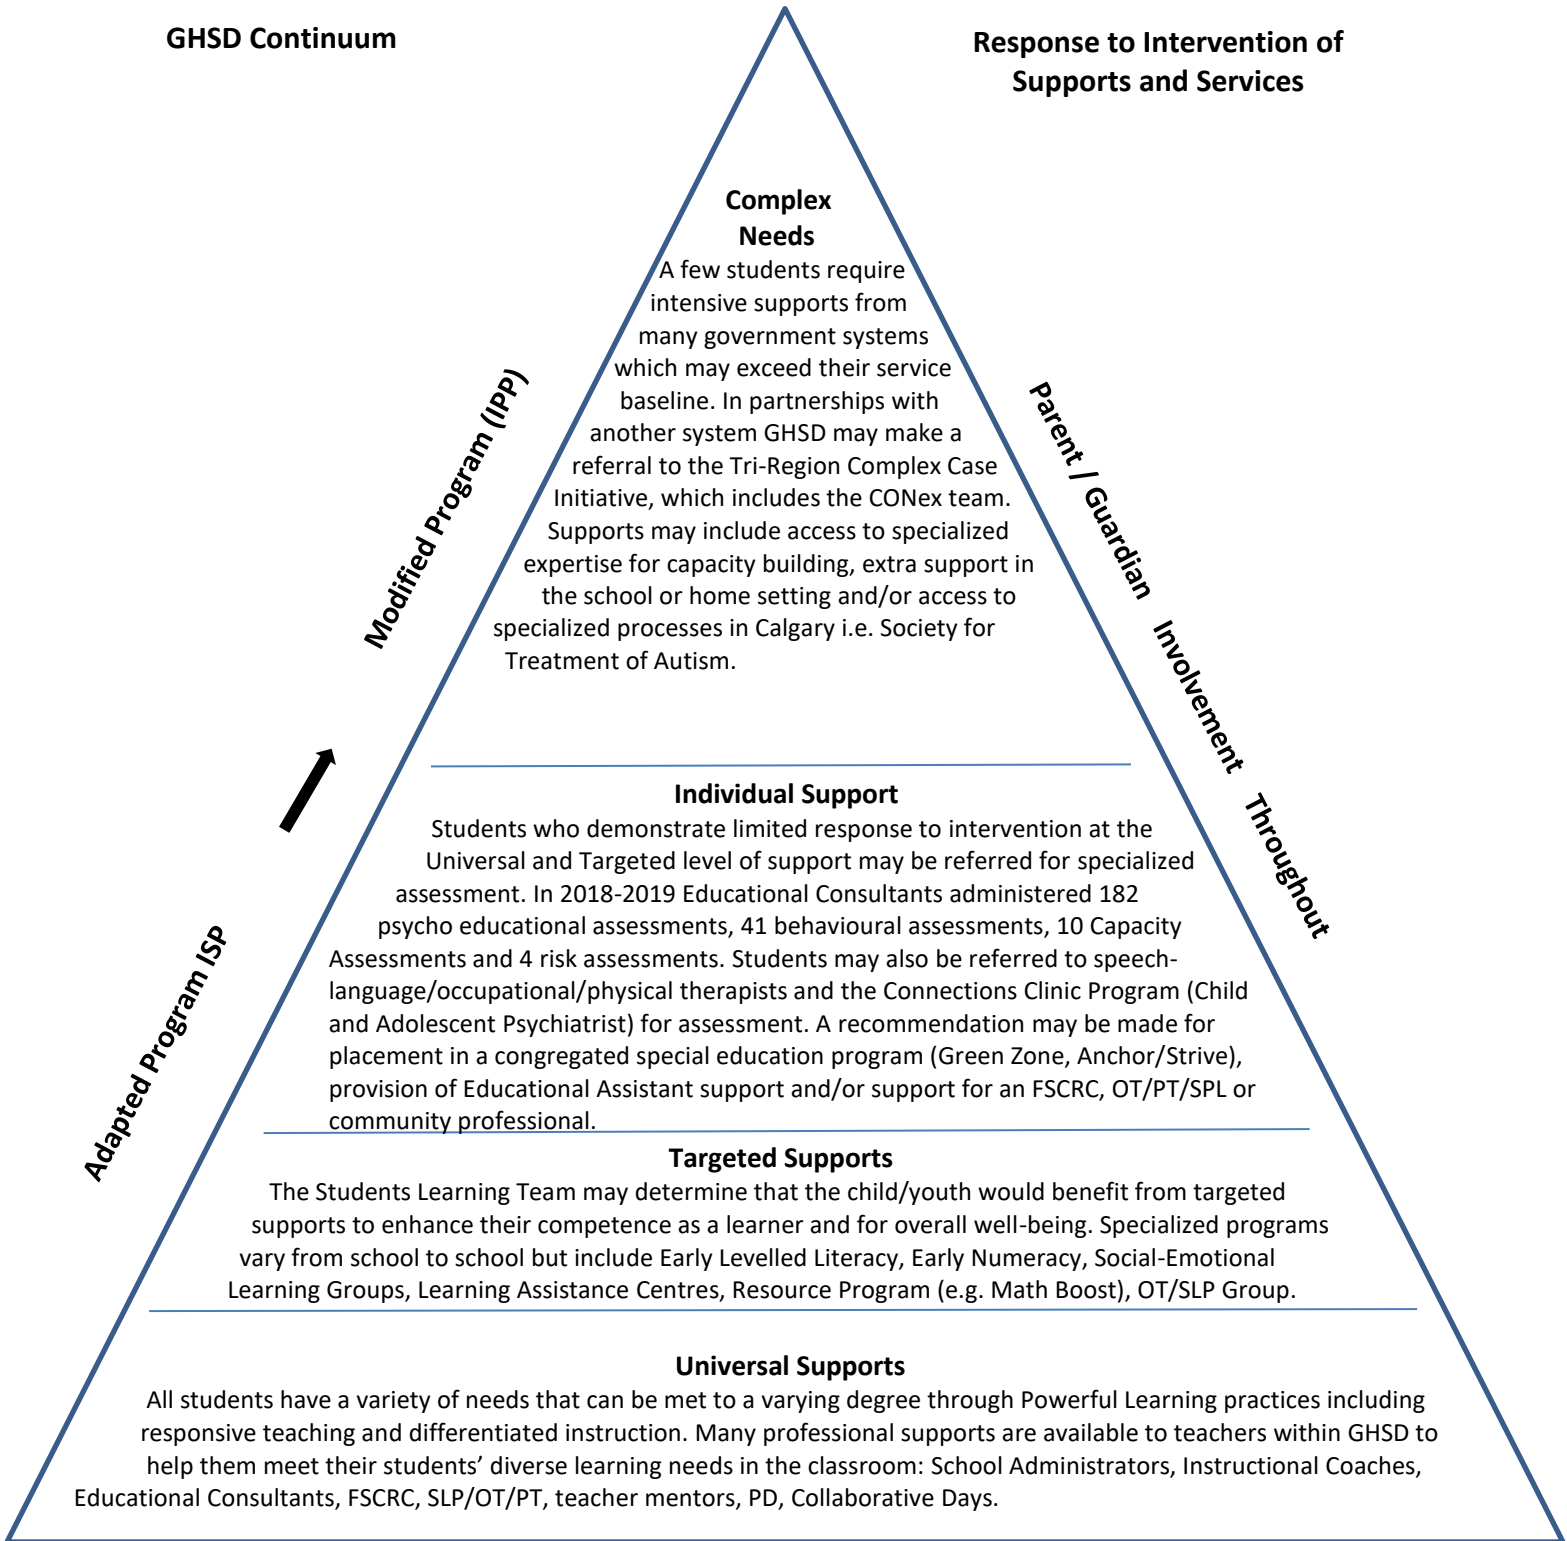 GHSD Continuum
Response to Intervention of
Supports and Services
Complex
Needs
A few students require
intensive supports from
many government systems
which may exceed their service
baseline. In partnerships with
another system GHSD may make a
referral to the Tri-Region Complex Case
Initiative, which includes the CONex team.
Supports may include access to specialized
expertise for capacity building, extra support in
the school or home setting and/or access to
specialized processes in Calgary i.e. Society for
Treatment of Autism.
Modified Program (IPP)
Parent / Guardian Involvement Throughout
Adapted Program ISP
Individual Support
Students who demonstrate limited response to intervention at the
Universal and Targeted level of support may be referred for specialized
assessment. In 2018-2019 Educational Consultants administered 182
psycho educational assessments, 41 behavioural assessments, 10 Capacity
Assessments and 4 risk assessments. Students may also be referred to speech-
language/occupational/physical therapists and the Connections Clinic Program (Child
and Adolescent Psychiatrist) for assessment. A recommendation may be made for
placement in a congregated special education program (Green Zone, Anchor/Strive),
provision of Educational Assistant support and/or support for an FSCRC, OT/PT/SPL or
community professional.
Targeted Supports
The Students Learning Team may determine that the child/youth would benefit from targeted
supports to enhance their competence as a learner and for overall well-being. Specialized programs
vary from school to school but include Early Levelled Literacy, Early Numeracy, Social-Emotional
Learning Groups, Learning Assistance Centres, Resource Program (e.g. Math Boost), OT/SLP Group.
Universal Supports
All students have a variety of needs that can be met to a varying degree through Powerful Learning practices including
responsive teaching and differentiated instruction. Many professional supports are available to teachers within GHSD to
help them meet their students’ diverse learning needs in the classroom: School Administrators, Instructional Coaches,
Educational Consultants, FSCRC, SLP/OT/PT, teacher mentors, PD, Collaborative Days.